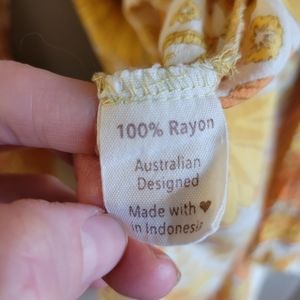 100% Rayon
Australian
Designed
Made with ♥
in Indonesia